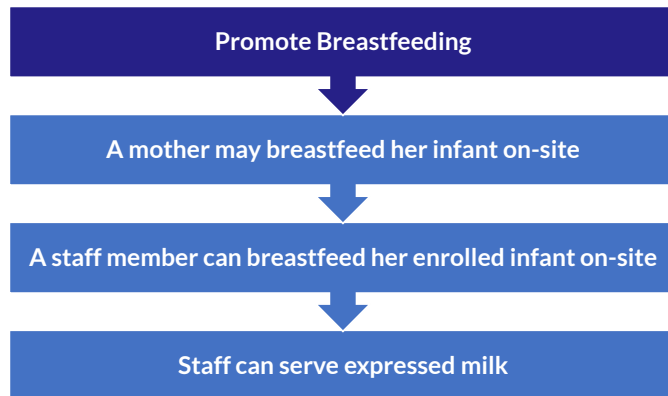 Promote Breastfeeding
A mother may breastfeed her infant on-site
A staff member can breastfeed her enrolled infant on-site
Staff can serve expressed milk